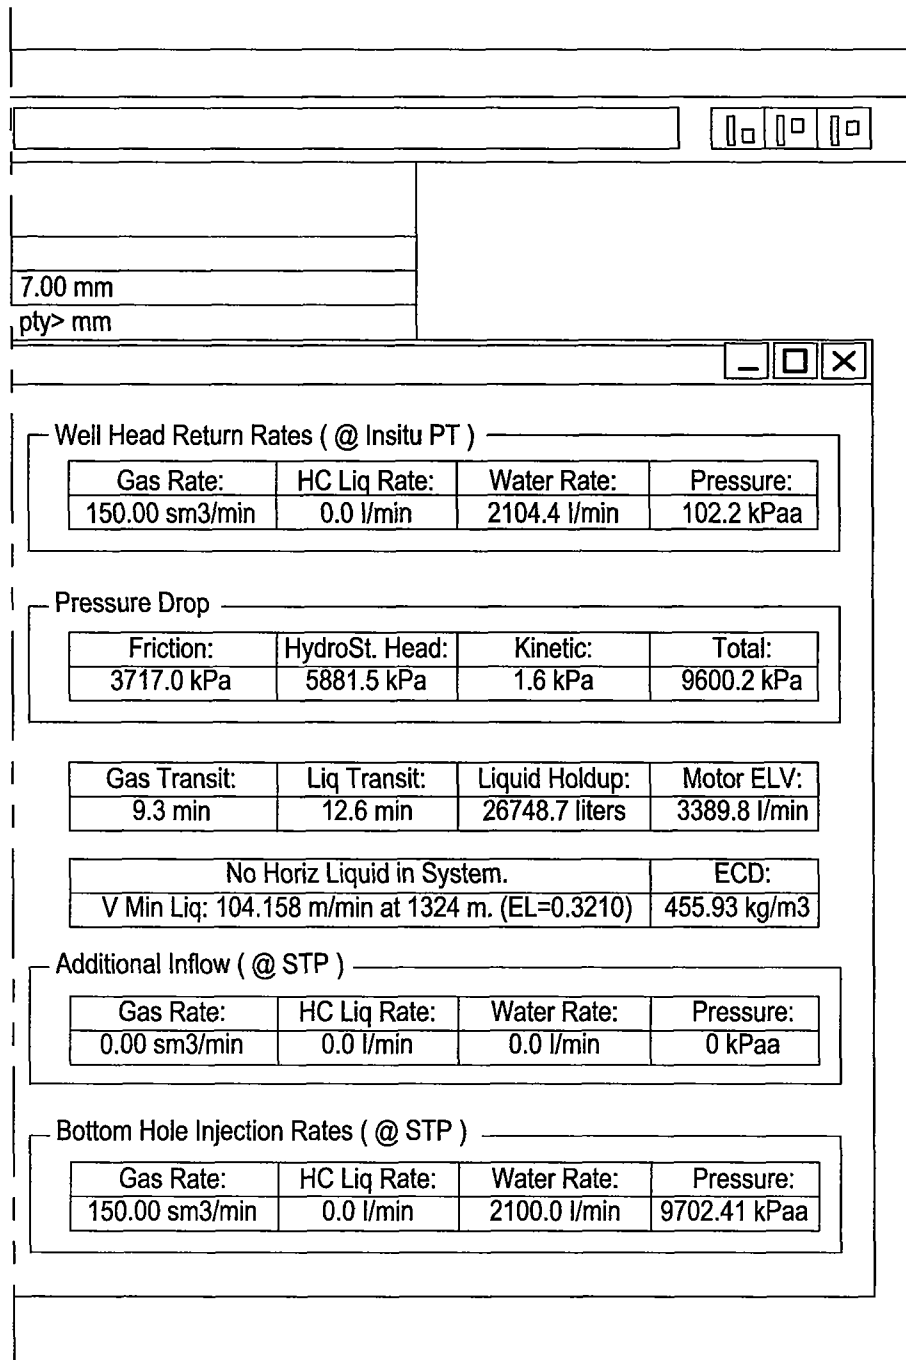 7.00 mm
pty> mm
Well Head Return Rates ( @ Insitu PT )
Gas Rate: HC Liq Rate: Water Rate: Pressure:
150.00 sm3/min 0.0 l/min 2104.4 l/min 102.2 kPaa
Pressure Drop
Friction: HydroSt. Head: Kinetic: Total:
3717.0 kPa 5881.5 kPa 1.6 kPa 9600.2 kPa
Gas Transit: Liq Transit: Liquid Holdup: Motor ELV:
9.3 min 12.6 min 26748.7 liters 3389.8 l/min
No Horiz Liquid in System. ECD:
V Min Liq: 104.158 m/min at 1324 m. (EL=0.3210) 455.93 kg/m3
Additional Inflow ( @ STP )
Gas Rate: HC Liq Rate: Water Rate: Pressure:
0.00 sm3/min 0.0 l/min 0.0 l/min 0 kPaa
Bottom Hole Injection Rates ( @ STP )
Gas Rate: HC Liq Rate: Water Rate: Pressure:
150.00 sm3/min 0.0 l/min 2100.0 l/min 9702.41 kPaa